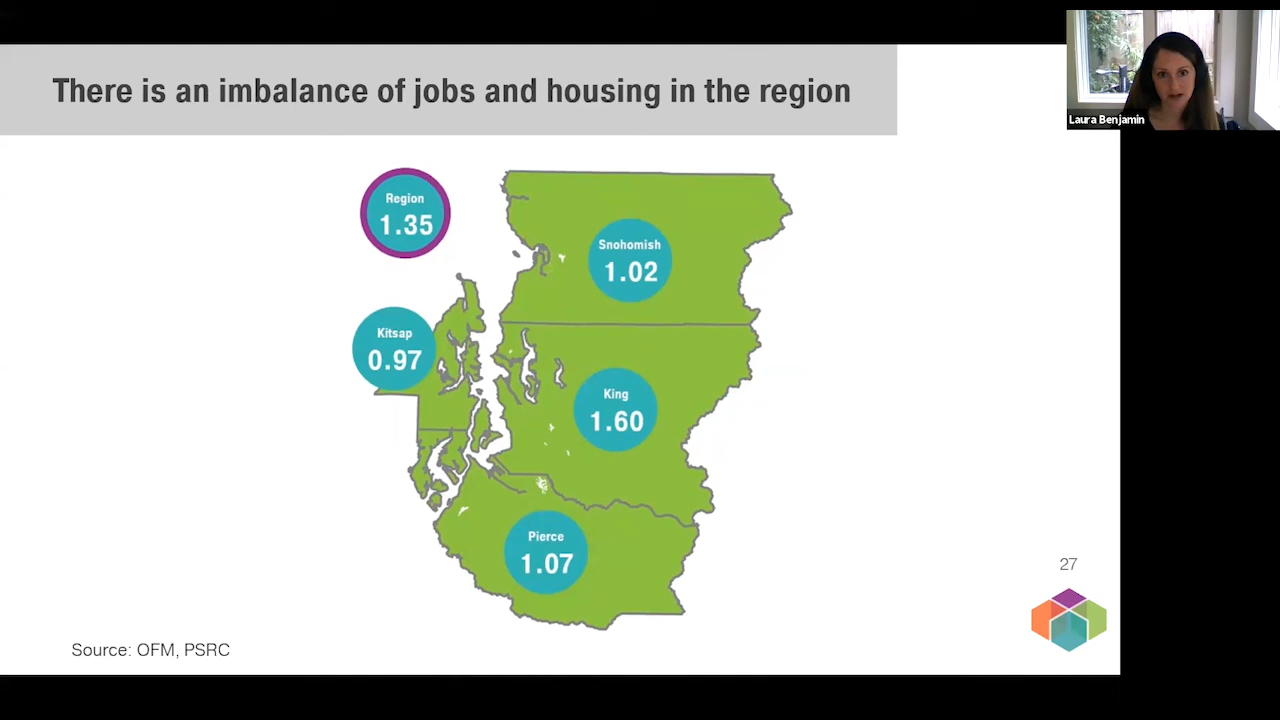 There is an imbalance of jobs and housing in the region
Laura Benjamin
Region
1.35
Snohomish
1.02
Kitsap
0.97
King
1.60
Pierce
1.07
27
Source: OFM, PSRC